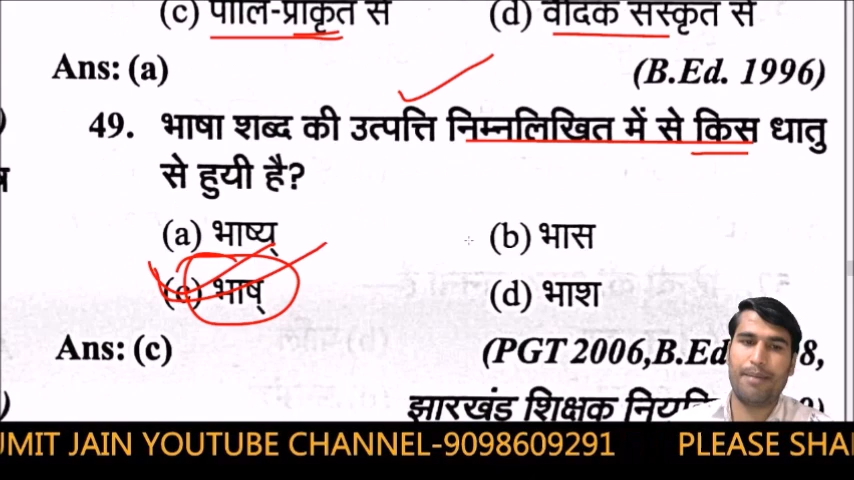 (c) पालि-प्राकृत से (d) वैदिक संस्कृत से
Ans: (a) (B.Ed. 1996)
49. भाषा शब्द की उत्पत्ति निम्नलिखित में से किस धातु
से हुयी है?
(a) भाष्य् (b) भास
(c) भाष् (d) भाश
Ans: (c) (PGT 2006,B.Ed 8,
झारखंड शिक्षक
UMIT JAIN YOUTUBE CHANNEL-9098609291 PLEASE SHA